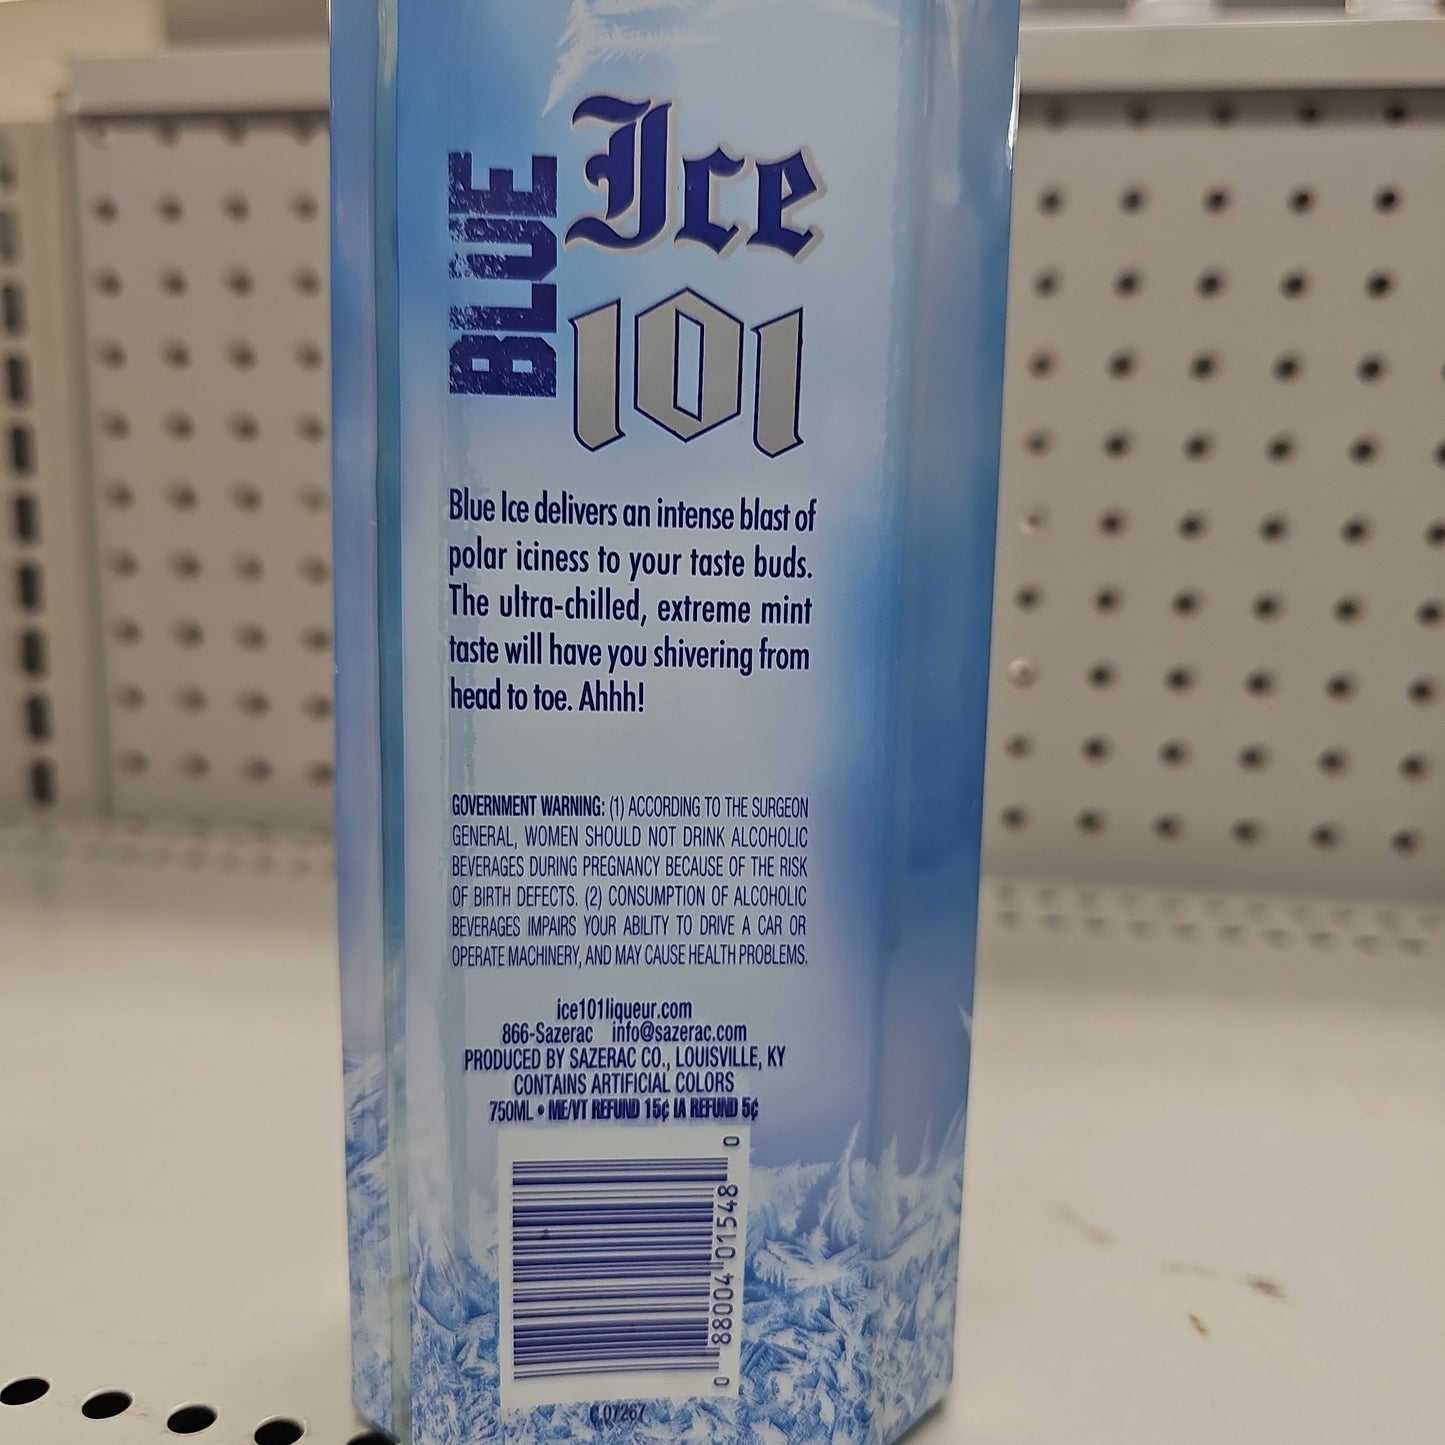 BLUE
Ice
101
Blue Ice delivers an intense blast of
polar iciness to your taste buds.
The ultra-chilled, extreme mint
taste will have you shivering from
head to toe. Ahhh!
GOVERNMENT WARNING: (1) ACCORDING TO THE SURGEON
GENERAL, WOMEN SHOULD NOT DRINK ALCOHOLIC
BEVERAGES DURING PREGNANCY BECAUSE OF THE RISK
OF BIRTH DEFECTS. (2) CONSUMPTION OF ALCOHOLIC
BEVERAGES IMPAIRS YOUR ABILITY TO DRIVE A CAR OR
OPERATE MACHINERY, AND MAY CAUSE HEALTH PROBLEMS.
ice101liqueur.com
866-Sazerac info@sazerac.com
PRODUCED BY SAZERAC CO., LOUISVILLE, KY
CONTAINS ARTIFICIAL COLORS
750ML • ME/VT REFUND 15¢ IA REFUND 5¢
0 88004 01548 0
C 07267